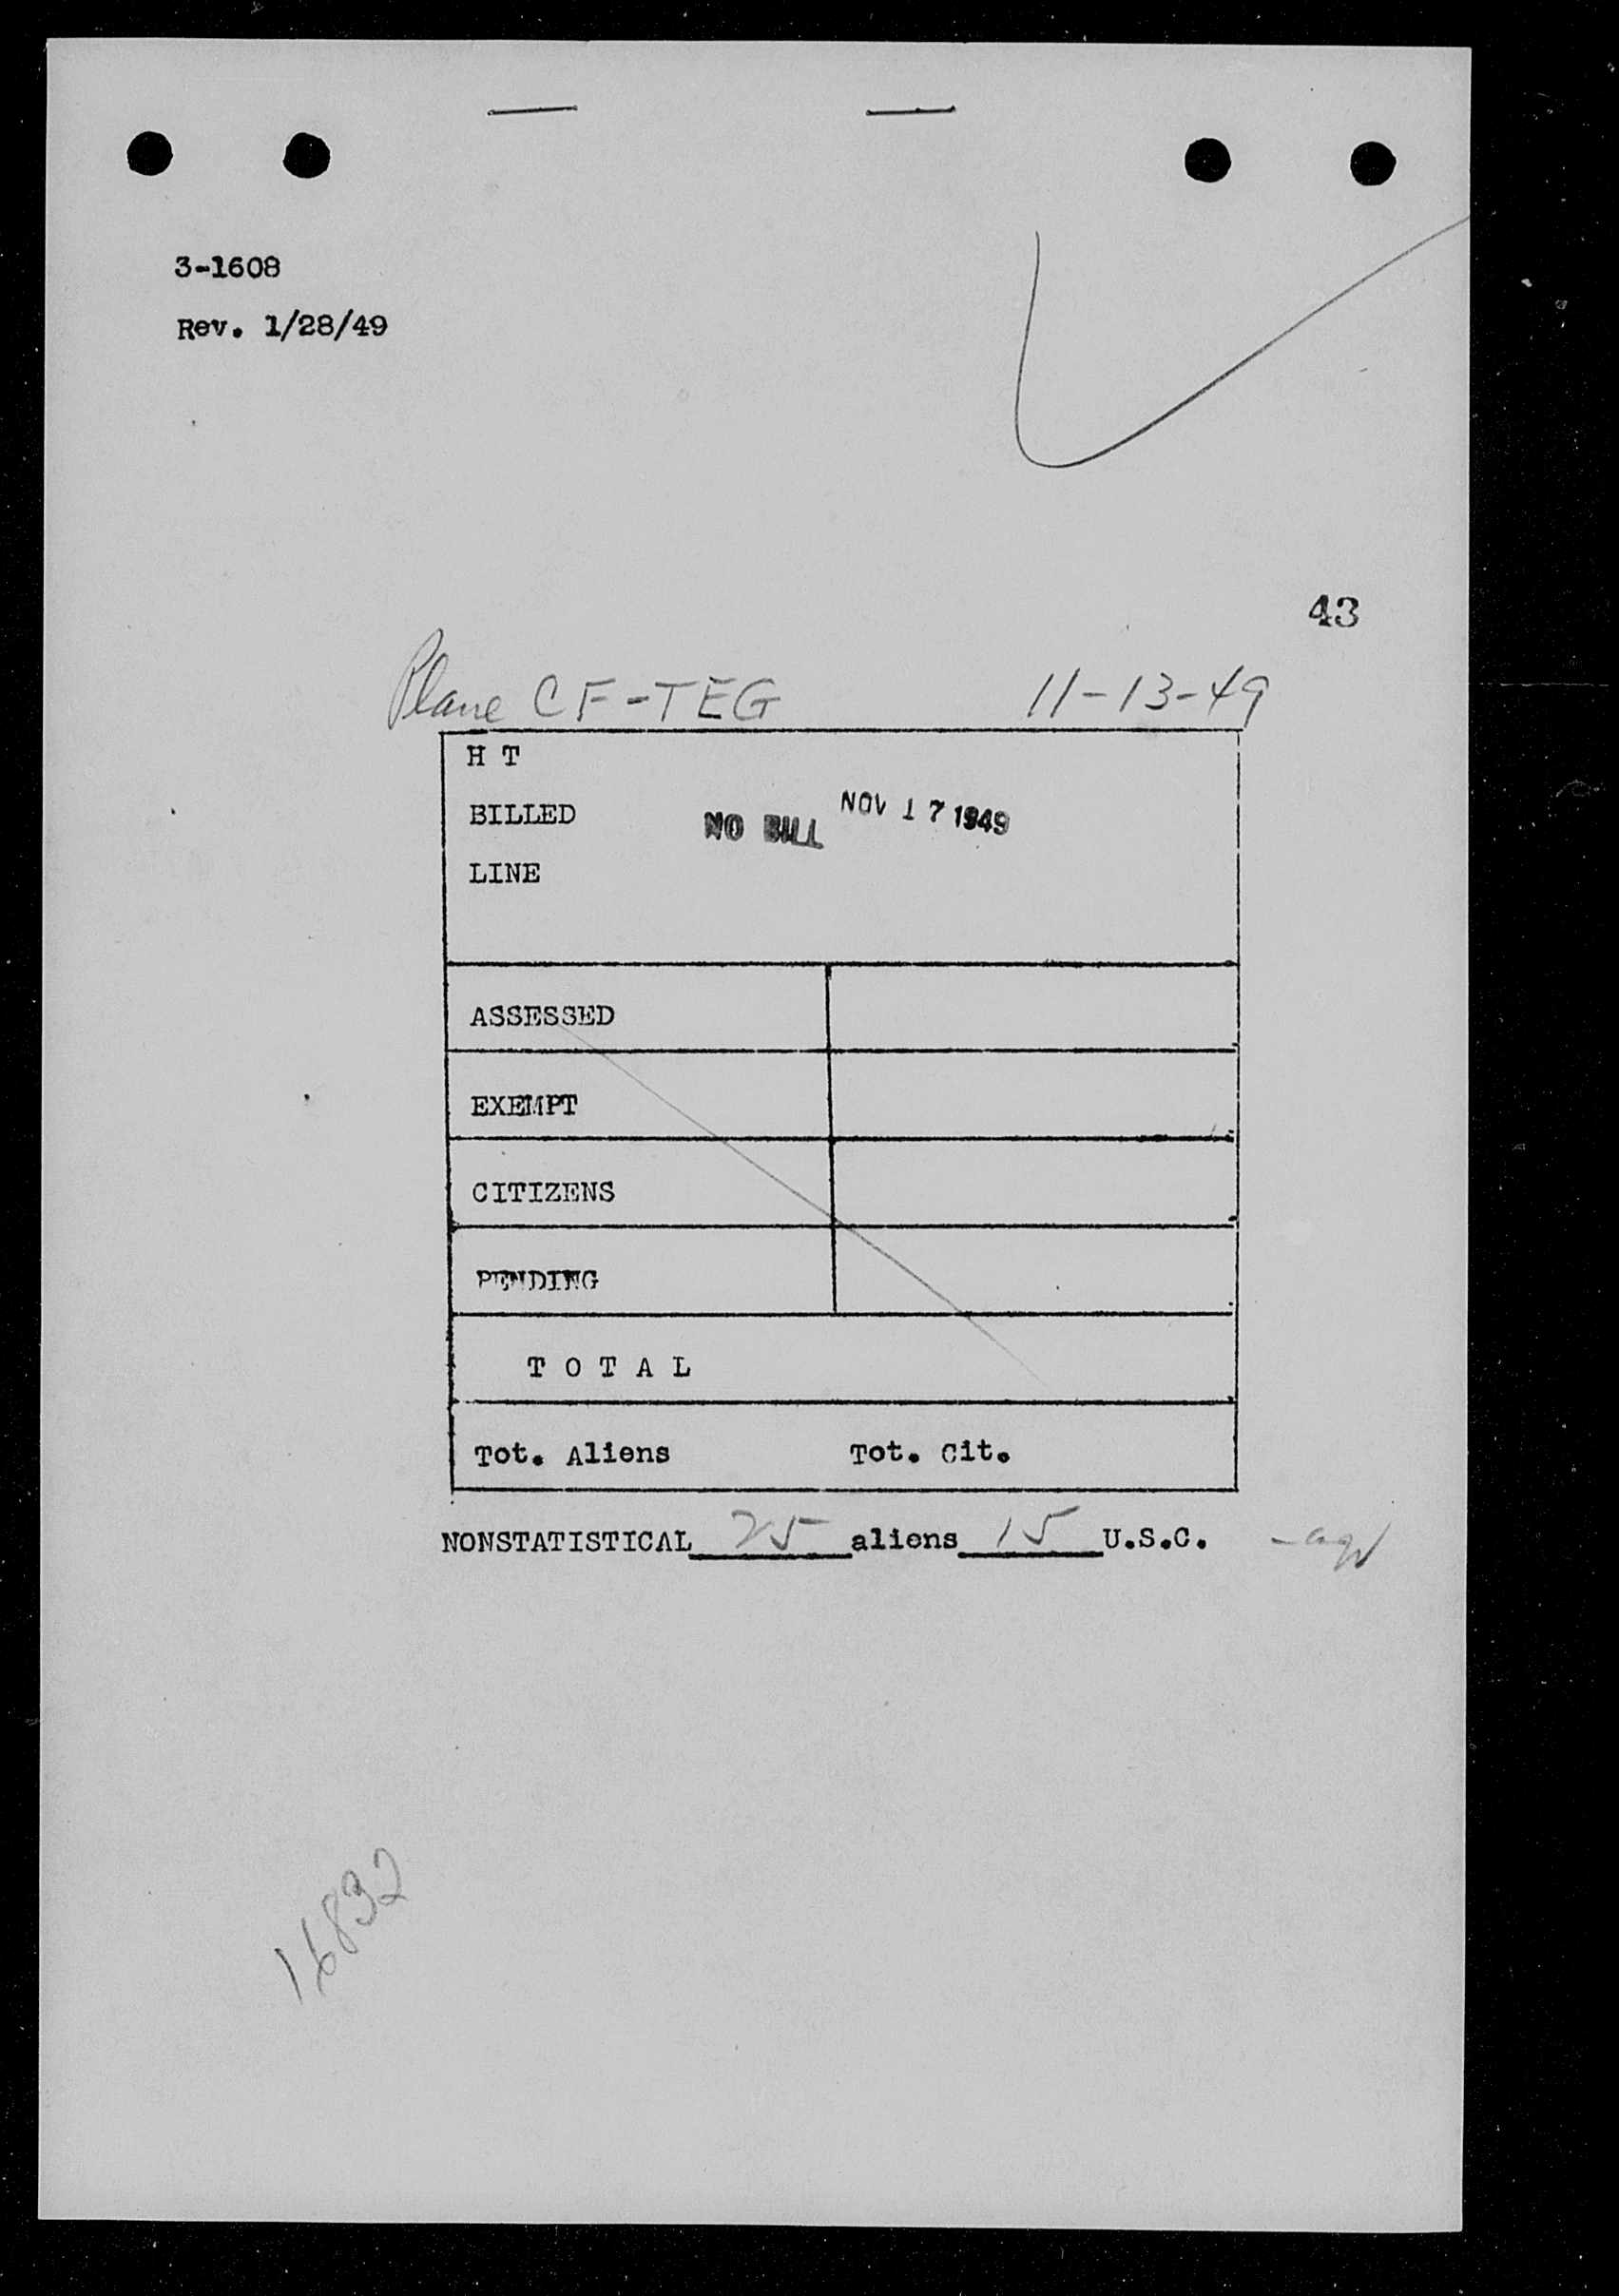 3-1608
Rev. 1/28/49
43
Plane CF-TEG 11-13-49
H T
BILLED NO BILL NOV 17 1949
LINE
ASSESSED
EXEMPT
CITIZENS
PENDING
T O T A L
Tot. Aliens Tot. Cit.
NONSTATISTICAL 25 aliens 15 U.S.C.
16832